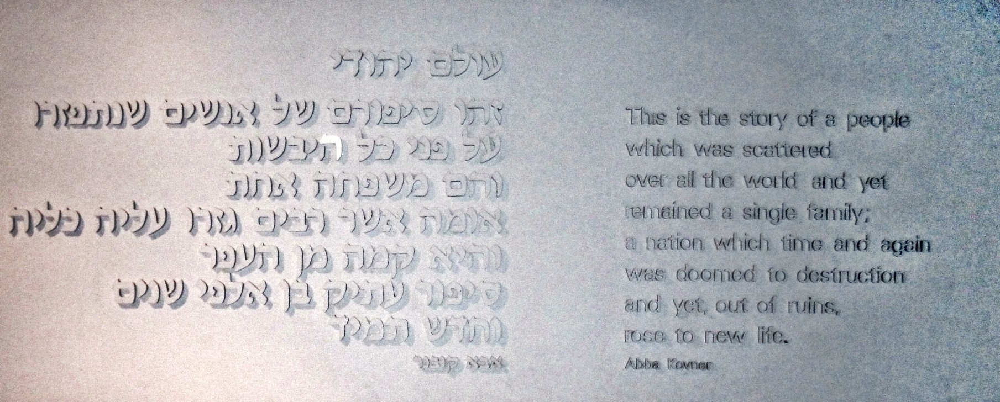 עולם יהודי
זהו סיפורם של אנשים שנתפזרו
על פני כל היבשות
והם משפחה אחת
אומה אשר רבים גזרו עליה כליה
והיא קמה מן העפר
סיפור עתיק בן אלפי שנים
וחדש תמיד
אבא קובנר
This is the story of a people
which was scattered
over all the world and yet
remained a single family;
a nation which time and again
was doomed to destruction
and yet, out of ruins,
rose to new life.
Abba Kovner